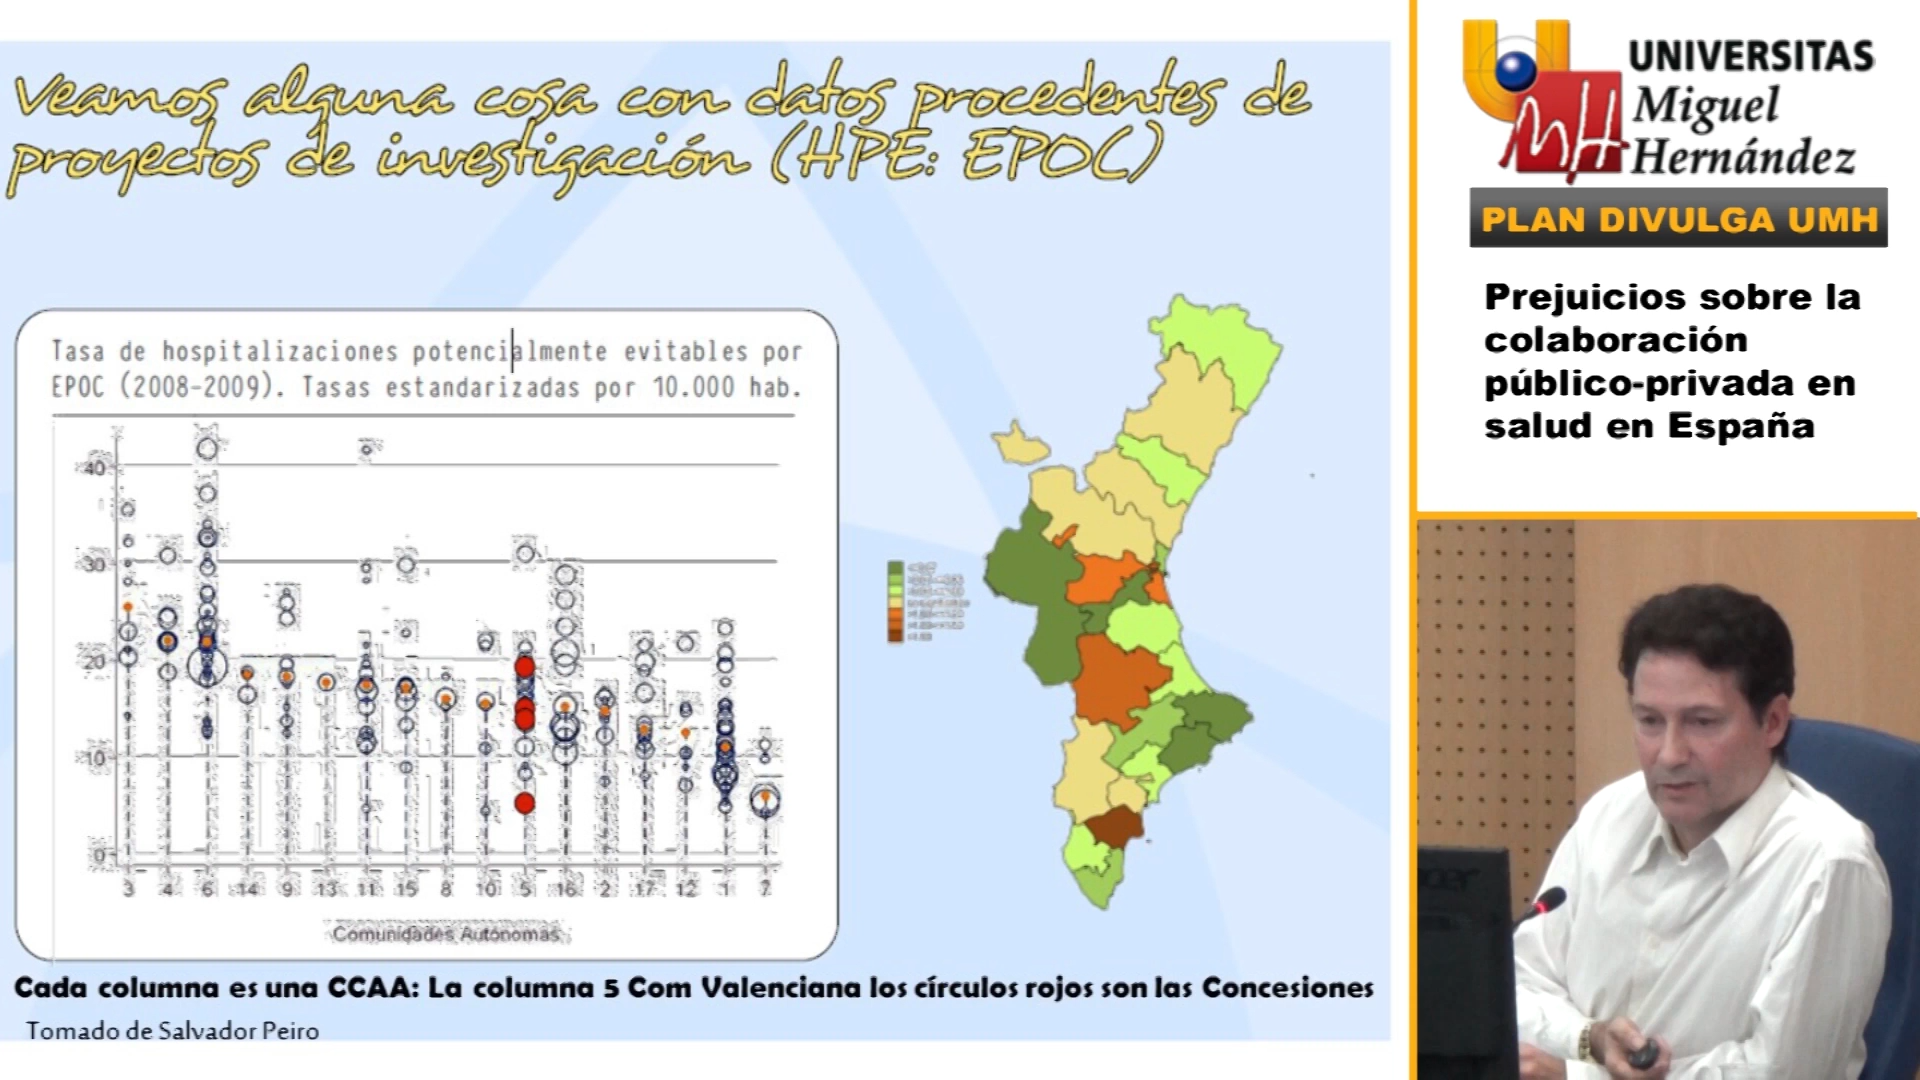 Veamos alguna cosa con datos procedentes de
proyectos de investigación (HPE: EPOC)
Tasa de hospitalizaciones potencialmente evitables por
EPOC (2008-2009). Tasas estandarizadas por 10.000 hab.
40
30
20
10
0
3 4 6 14 9 13 11 15 8 10 5 16 2 17 12 1 7
Comunidades Autónomas
Cada columna es una CCAA: La columna 5 Com Valenciana los círculos rojos son las Concesiones
Tomado de Salvador Peiro
UNIVERSITAS
Miguel
Hernández
PLAN DIVULGA UMH
Prejuicios sobre la
colaboración
público-privada en
salud en España